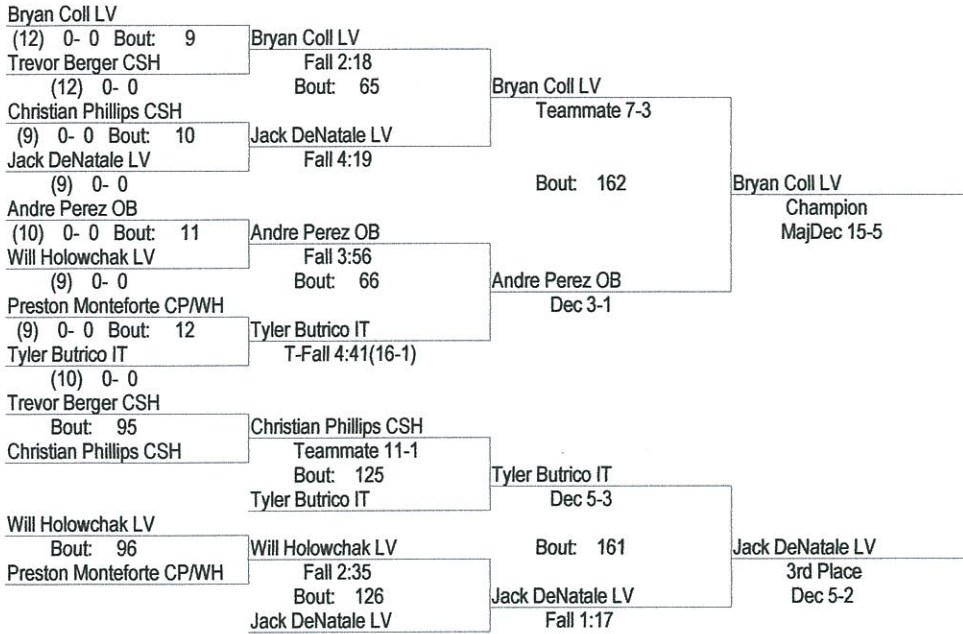 Bryan Coll LV
(12) 0- 0 Bout: 9
Trevor Berger CSH
(12) 0- 0
Christian Phillips CSH
(9) 0- 0 Bout: 10
Jack DeNatale LV
(9) 0- 0
Andre Perez OB
(10) 0- 0 Bout: 11
Will Holowchak LV
(9) 0- 0
Preston Monteforte CP/WH
(9) 0- 0 Bout: 12
Tyler Butrico IT
(10) 0- 0
Trevor Berger CSH
Bout: 95
Christian Phillips CSH
Will Holowchak LV
Bout: 96
Preston Monteforte CP/WH
Bryan Coll LV
Fall 2:18
Bout: 65
Jack DeNatale LV
Fall 4:19
Andre Perez OB
Fall 3:56
Bout: 66
Tyler Butrico IT
T-Fall 4:41(16-1)
Christian Phillips CSH
Teammate 11-1
Bout: 125
Tyler Butrico IT
Will Holowchak LV
Fall 2:35
Bout: 126
Jack DeNatale LV
Bryan Coll LV
Teammate 7-3
Bout: 162
Andre Perez OB
Dec 3-1
Tyler Butrico IT
Dec 5-3
Bout: 161
Jack DeNatale LV
Fall 1:17
Bryan Coll LV
Champion
MajDec 15-5
Jack DeNatale LV
3rd Place
Dec 5-2